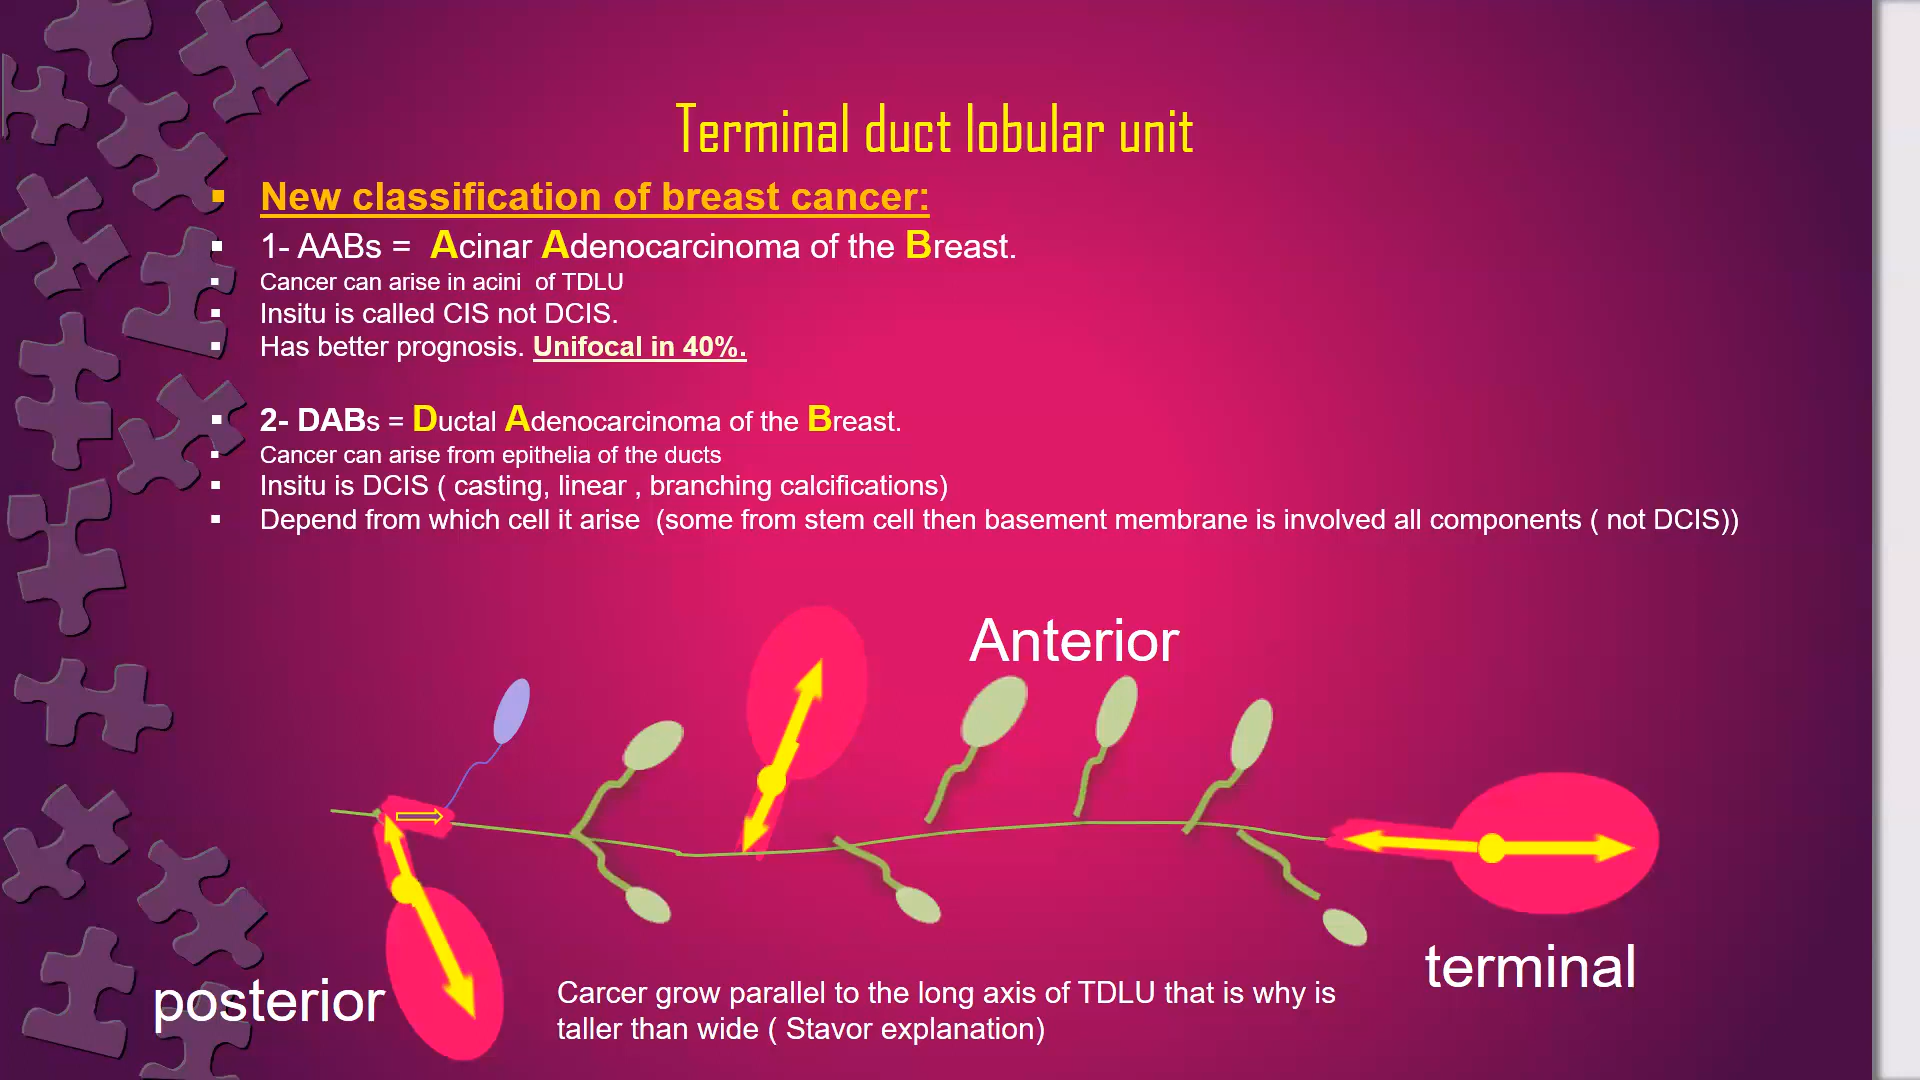 Terminal duct lobular unit
New classification of breast cancer:
1- AABs = Acinar Adenocarcinoma of the Breast.
Cancer can arise in acini of TDLU
Insitu is called CIS not DCIS.
Has better prognosis. Unifocal in 40%.
2- DABs = Ductal Adenocarcinoma of the Breast.
Cancer can arise from epithelia of the ducts
Insitu is DCIS ( casting, linear , branching calcifications)
Depend from which cell it arise (some from stem cell then basement membrane is involved all components ( not DCIS))
Anterior
terminal
posterior
Carcer grow parallel to the long axis of TDLU that is why is
taller than wide ( Stavor explanation)